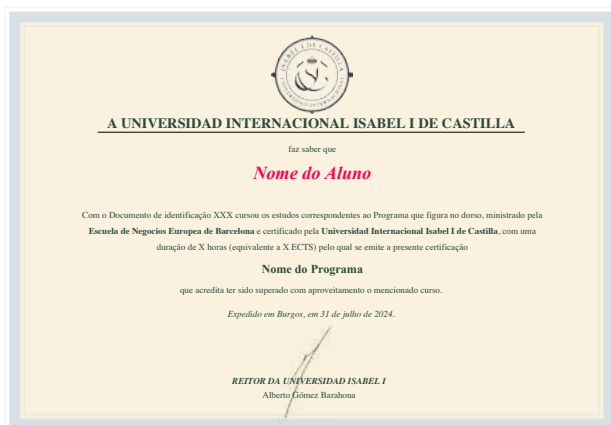 ISABEL I DE CASTILLA
A UNIVERSIDAD INTERNACIONAL ISABEL I DE CASTILLA
faz saber que
Nome do Aluno
Com o Documento de identificação XXX cursou os estudos correspondentes ao Programa que figura no dorso, ministrado pela
Escuela de Negocios Europea de Barcelona e certificado pela Universidad Internacional Isabel I de Castilla, com uma
duração de X horas (equivalente a X ECTS) pelo qual se emite a presente certificação
Nome do Programa
que acredita ter sido superado com aproveitamento o mencionado curso.
Expedido em Burgos, em 31 de julho de 2024.
REITOR DA UNIVERSIDAD ISABEL I
Alberto Gómez Barahona